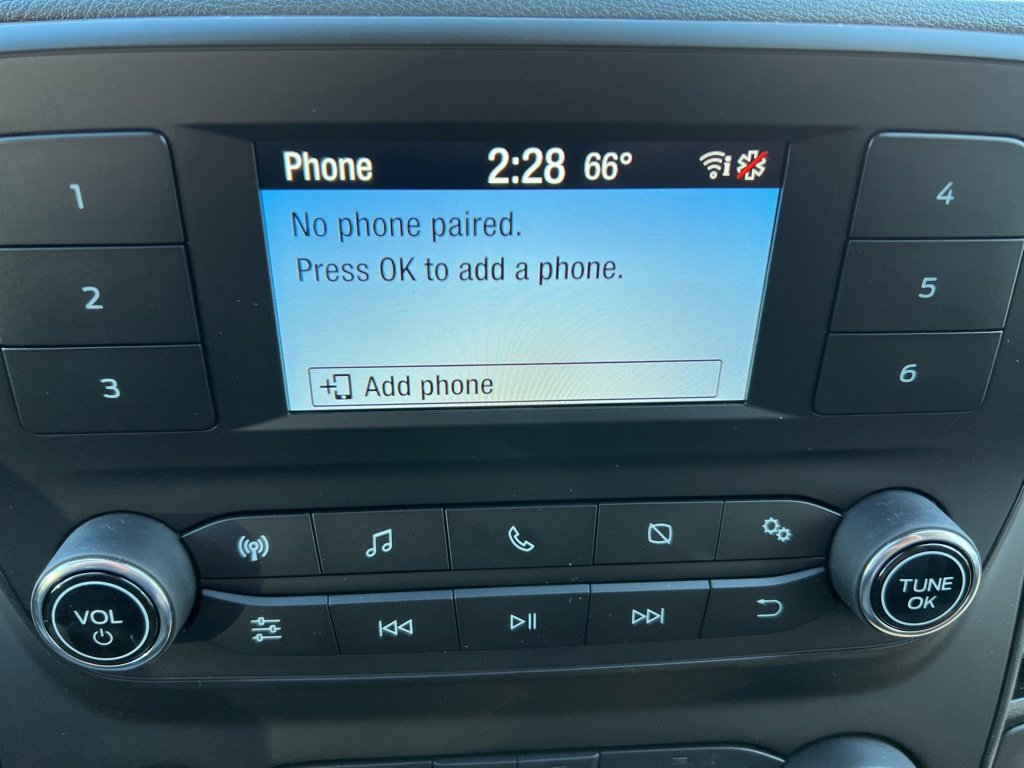 Phone 2:28 66° i
No phone paired.
Press OK to add a phone.
Add phone
1
2
3
4
5
6
VOL
TUNE
OK